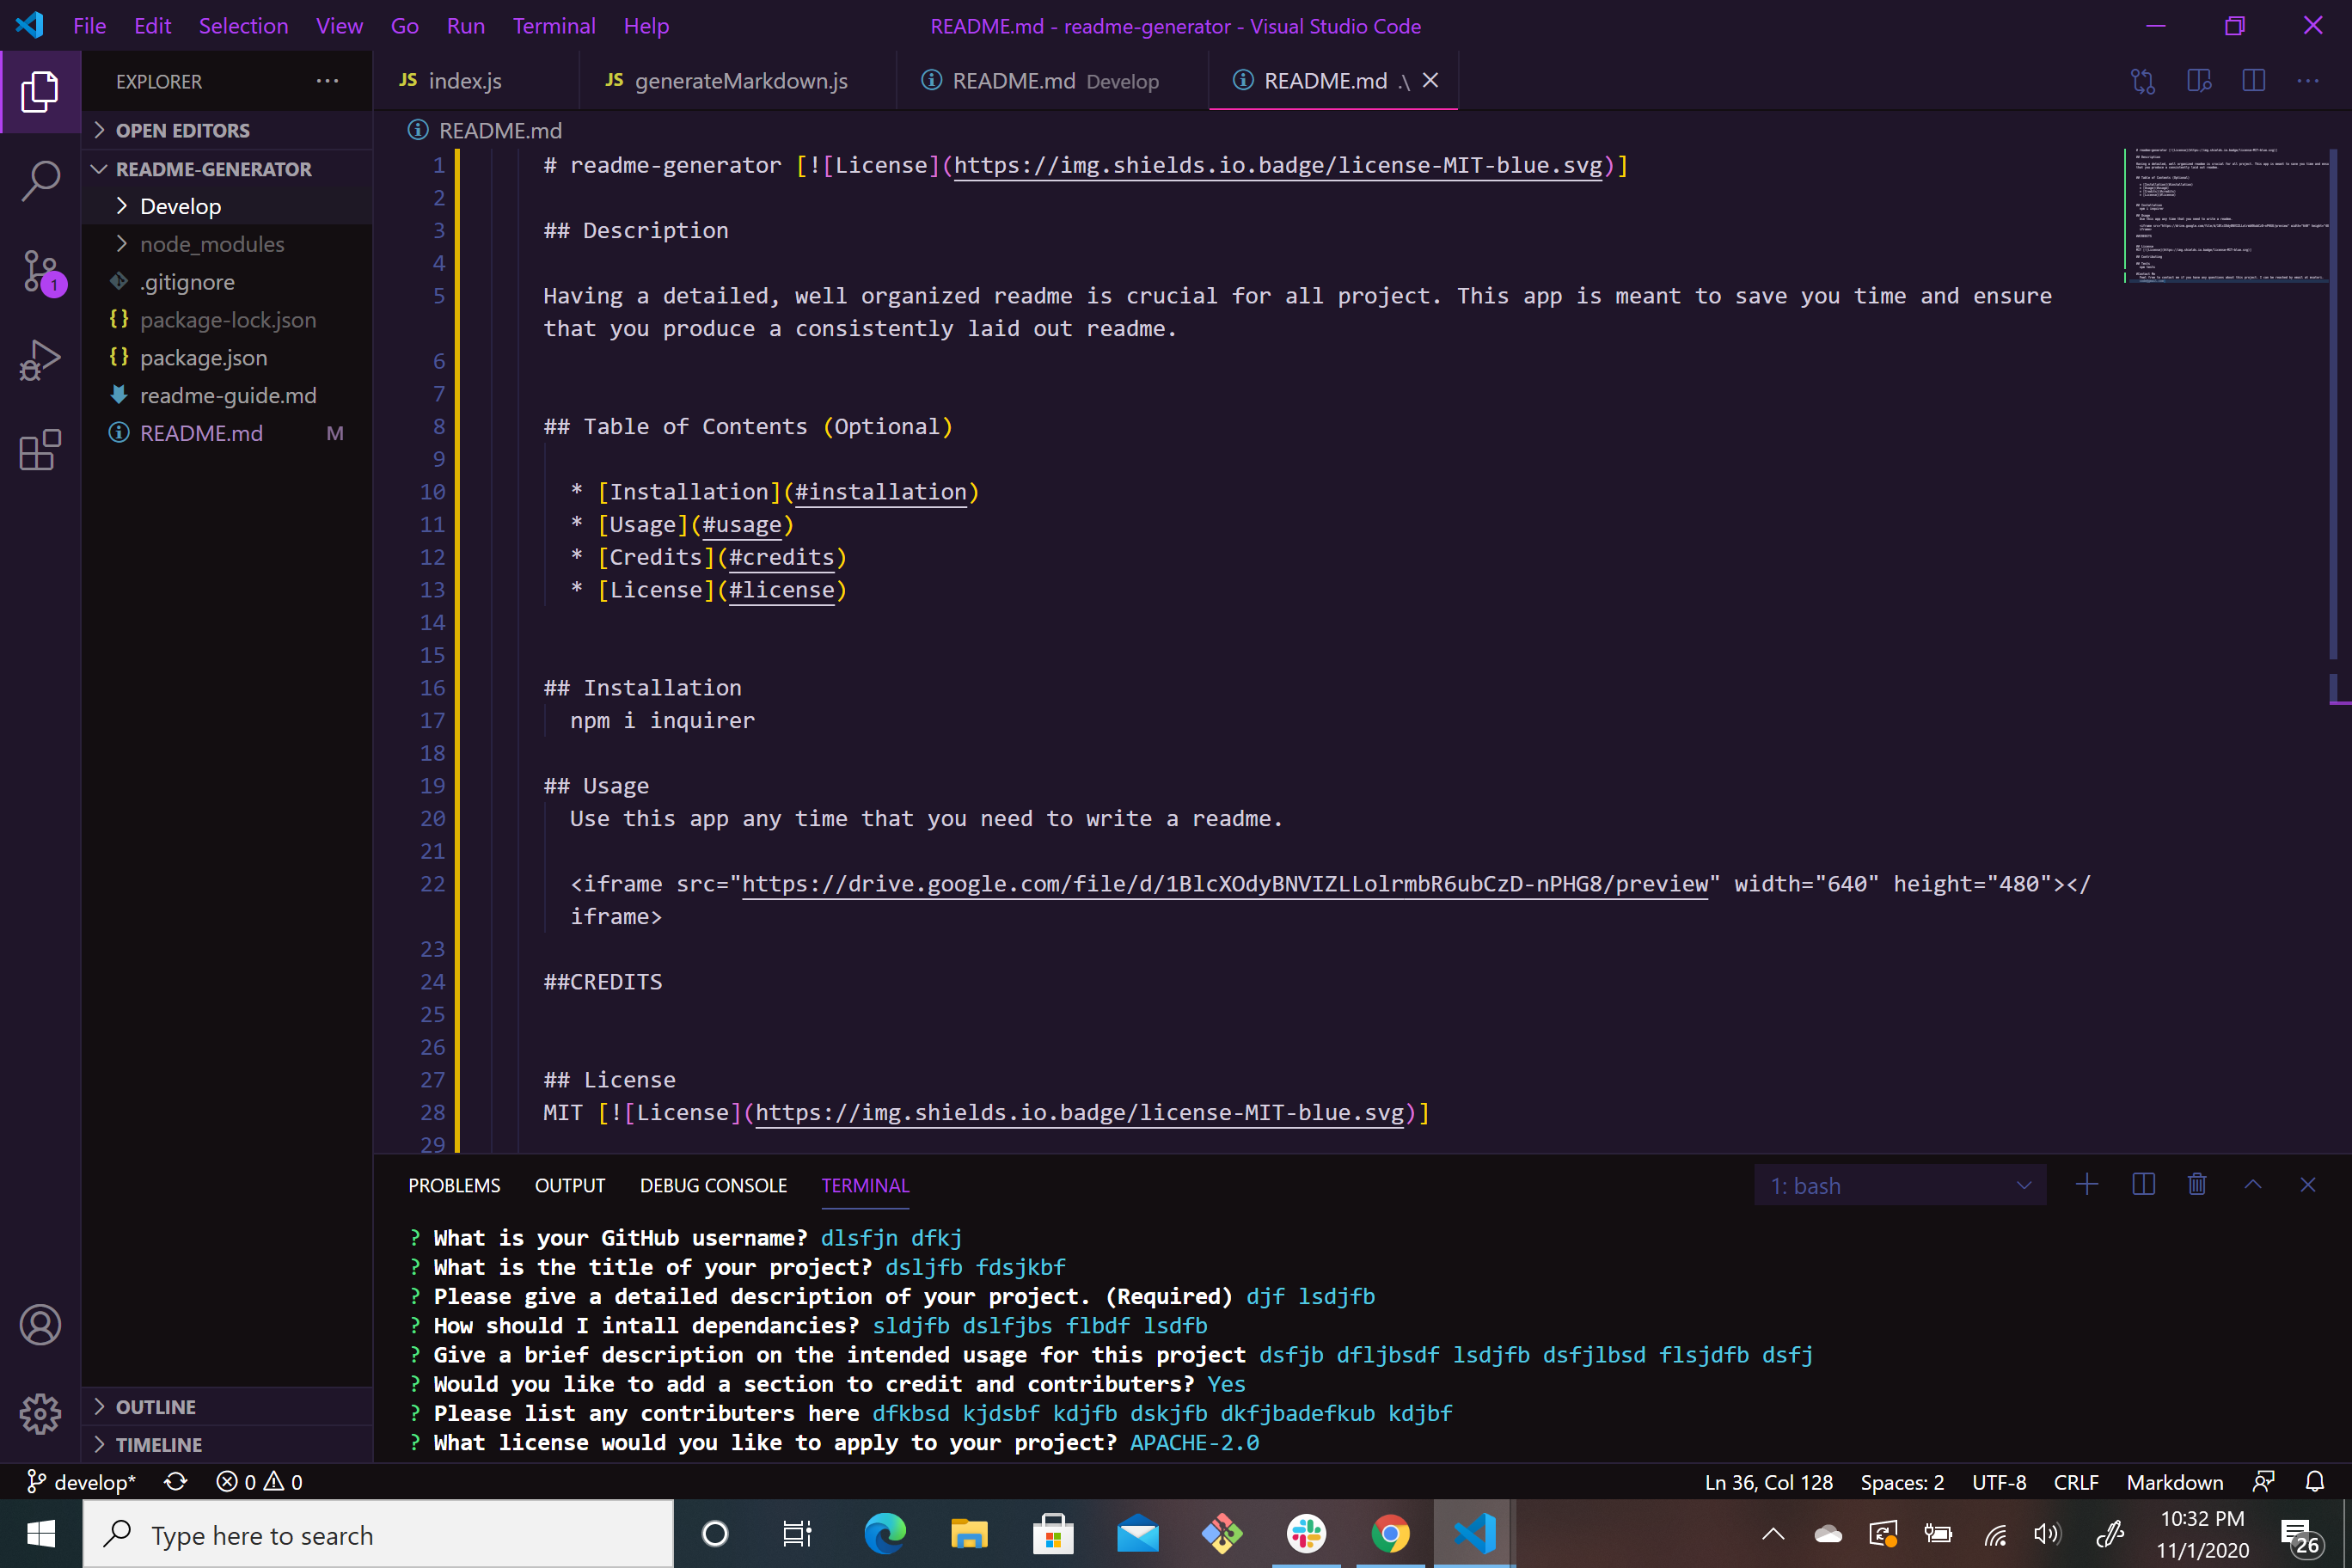 File Edit Selection View Go Run Terminal Help
README.md - readme-generator - Visual Studio Code
EXPLORER
JS index.js
JS generateMarkdown.js
README.md Develop
README.md .\
OPEN EDITORS
README.md
README-GENERATOR
Develop
node_modules
.gitignore
{} package-lock.json
{} package.json
readme-guide.md
README.md M
1
1 # readme-generator [![License](https://img.shields.io.badge/license-MIT-blue.svg)]
2
3 ## Description
4
5 Having a detailed, well organized readme is crucial for all project. This app is meant to save you time and ensure
that you produce a consistently laid out readme.
6
7
8 ## Table of Contents (Optional)
9
10 * [Installation](#installation)
11 * [Usage](#usage)
12 * [Credits](#credits)
13 * [License](#license)
14
15
16 ## Installation
17 npm i inquirer
18
19 ## Usage
20 Use this app any time that you need to write a readme.
21
22 <iframe src="https://drive.google.com/file/d/1BlcXOdyBNVIZLLolrmbR6ubCzD-nPHG8/preview" width="640" height="480"></
iframe>
23
24 ##CREDITS
25
26
27 ## License
28 MIT [![License](https://img.shields.io.badge/license-MIT-blue.svg)]
29
PROBLEMS OUTPUT DEBUG CONSOLE TERMINAL
1: bash
? What is your GitHub username? dlsfjn dfkj
? What is the title of your project? dsljfb fdsjkbf
? Please give a detailed description of your project. (Required) djf lsdjfb
? How should I intall dependancies? sldjfb dslfjbs flbdf lsdfb
? Give a brief description on the intended usage for this project dsfjb dfljbsdf lsdjfb dsfjlbsd flsjdfb dsfj
? Would you like to add a section to credit and contributers? Yes
? Please list any contributers here dfkbsd kjdsbf kdjfb dskjfb dkfjbadefkub kdjbf
? What license would you like to apply to your project? APACHE-2.0
OUTLINE
TIMELINE
develop* 0 0
Ln 36, Col 128 Spaces: 2 UTF-8 CRLF Markdown
Type here to search
10:32 PM
11/1/2020
26